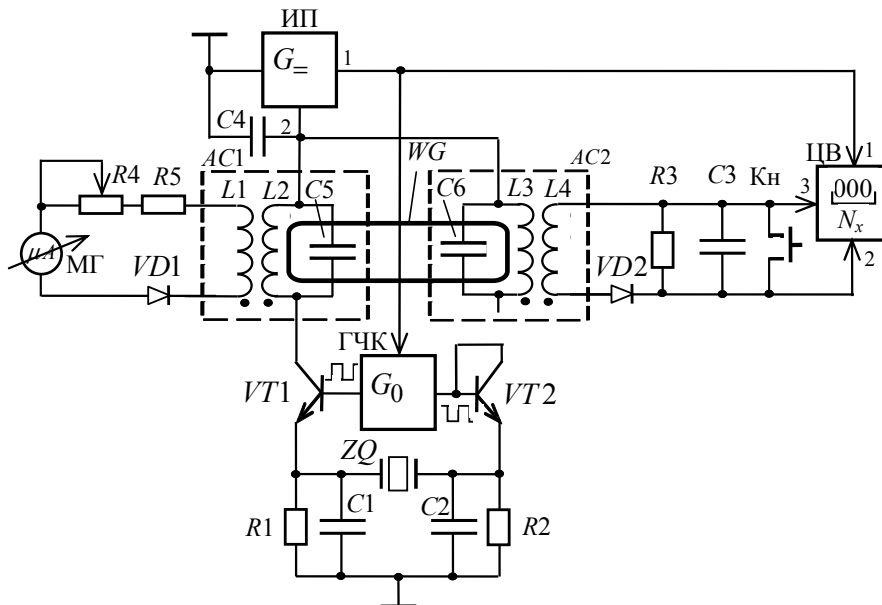 ИП
G=
1
C4
2
AC1
WG
AC2
ЦВ
1
R4
R5
L1
L2
C5
C6
L3
L4
R3
C3
Кн
3
000
Nx
μA
МГ
VD1
VD2
2
ГЧК
VT1
G0
VT2
ZQ
R1
C1
C2
R2